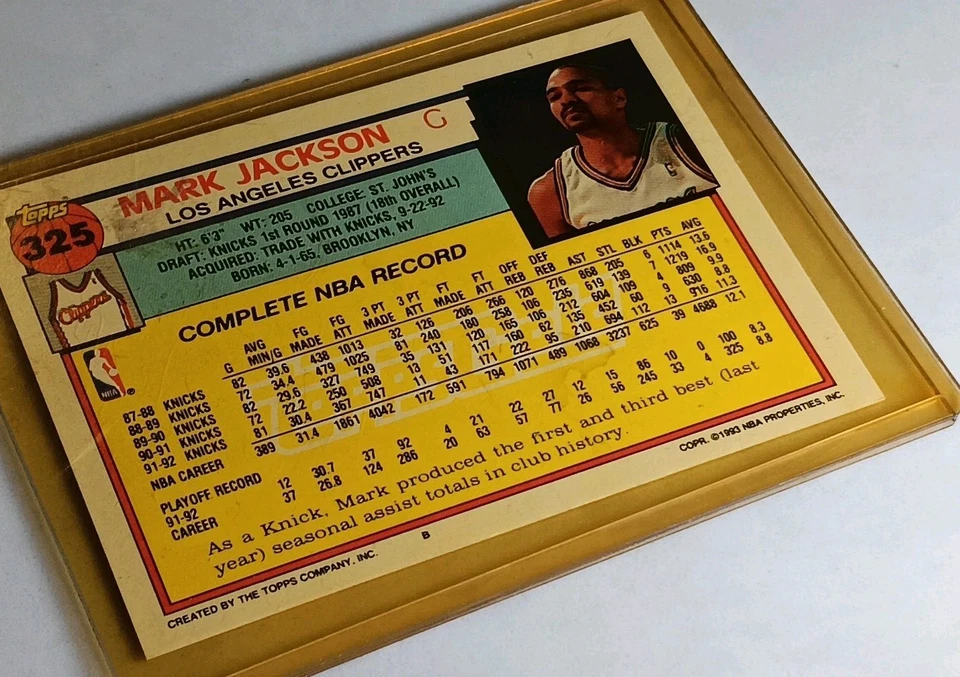 Topps
325
MARK JACKSON G
LOS ANGELES CLIPPERS
HT: 6'3" WT: 205 COLLEGE: ST. JOHN'S
DRAFT: KNICKS 1st ROUND 1987 (18th OVERALL)
ACQUIRED: TRADE WITH KNICKS, 9-22-92
BORN: 4-1-65, BROOKLYN, NY
Clippers
NBA
COMPLETE NBA RECORD
AVG FG FG 3 PT 3 PT FT FT OFF DEF
G MIN/G MADE ATT MADE ATT MADE ATT REB REB AST STL BLK PTS AVG
87-88 KNICKS 82 39.6 438 1013 32 126 206 266 120 276 868 205 6 1114 13.6
88-89 KNICKS 72 34.4 479 1025 81 240 180 258 106 235 619 139 7 1219 16.9
89-90 KNICKS 82 29.6 327 749 35 131 120 165 106 212 604 109 4 809 9.9
90-91 KNICKS 72 22.2 250 508 13 51 117 160 62 135 452 60 9 630 8.8
91-92 KNICKS 81 30.4 367 747 11 43 171 222 95 210 694 112 13 916 11.3
NBA CAREER 389 31.4 1861 4042 172 591 794 1071 489 1068 3237 625 39 4688 12.1
PLAYOFF RECORD
91-92 12 30.7 37 92 4 21 22 27 12 15 86 10 0 100 8.3
CAREER 37 26.8 124 286 20 63 57 77 26 56 245 33 4 325 8.8
As a Knick, Mark produced the first and third best (last
year) seasonal assist totals in club history.
CREATED BY THE TOPPS COMPANY, INC. B COPR. ©1993 NBA PROPERTIES, INC.